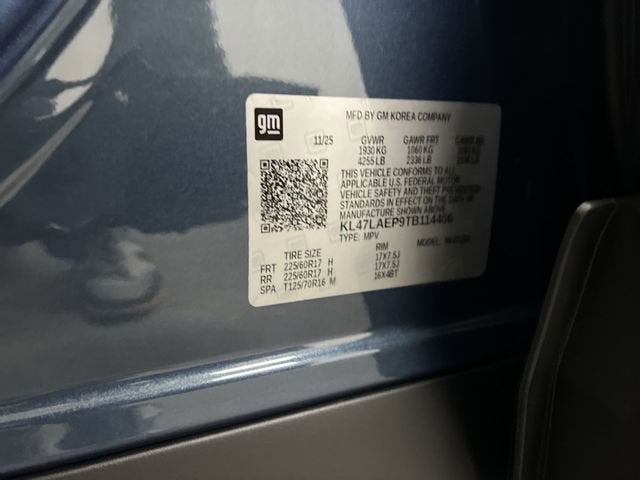 gm
MFD BY GM KOREA COMPANY
11/25 GVWR GAWR FRT
1930 KG 1060 KG
4255 LB 2336 LB
THIS VEHICLE CONFORMS TO ALL
APPLICABLE U.S. FEDERAL MOTOR
VEHICLE SAFETY AND THEFT PREVENTION
STANDARDS IN EFFECT ON THE DATE OF
KL47LAEP9TB114406
TYPE: MPV MODEL:
TIRE SIZE RIM
FRT 225/60R17 H 17X7.5J
RR 225/60R17 H 17X7.5J
SPA T125/70R16 M 16X4BT